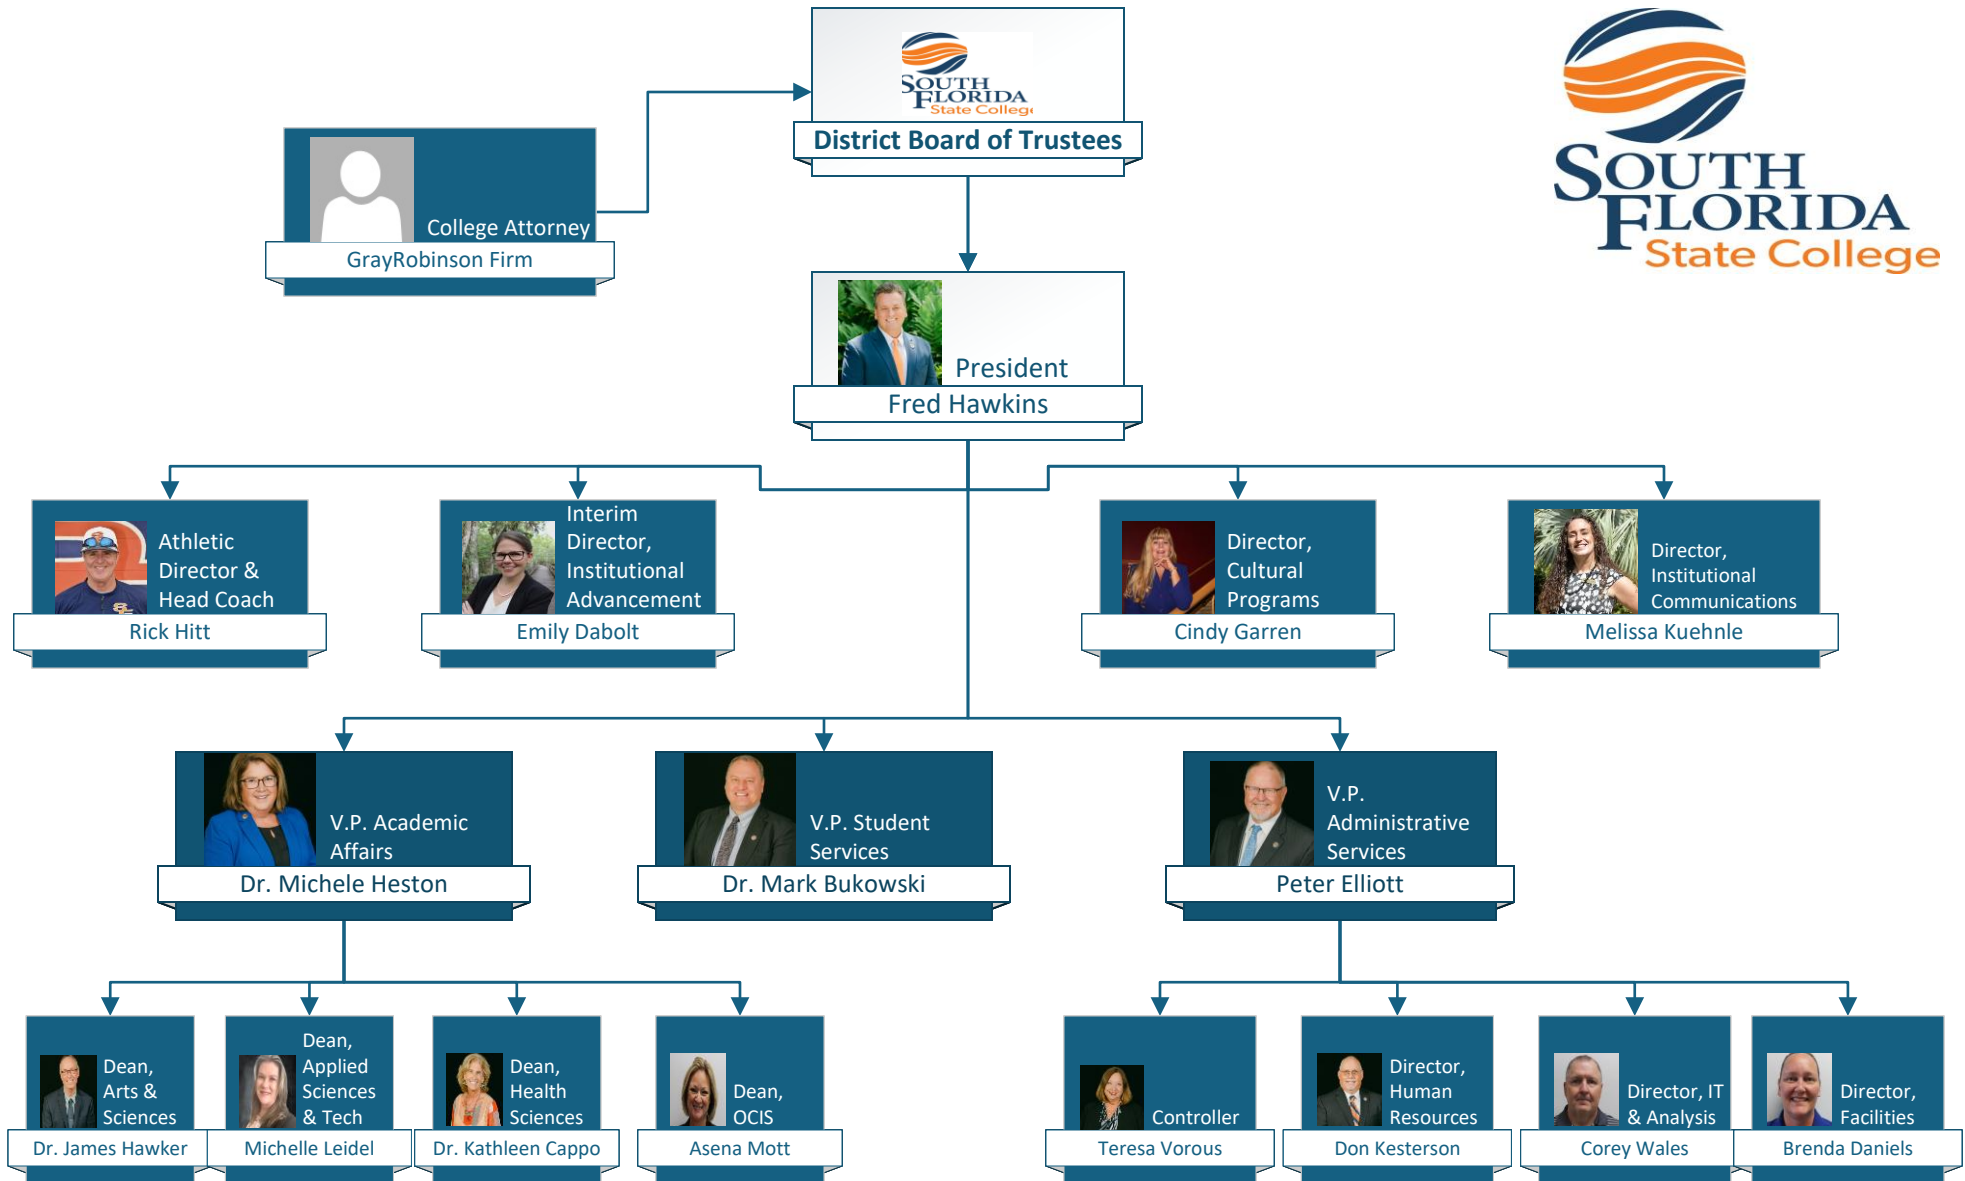 SOUTH
FLORIDA
State College
District Board of Trustees
SOUTH
FLORIDA
State College
College Attorney
GrayRobinson Firm
President
Fred Hawkins
Athletic
Director &
Head Coach
Rick Hitt
Interim
Director,
Institutional
Advancement
Emily Dabolt
Director,
Cultural
Programs
Cindy Garren
Director,
Institutional
Communications
Melissa Kuehnle
V.P. Academic
Affairs
Dr. Michele Heston
V.P. Student
Services
Dr. Mark Bukowski
V.P.
Administrative
Services
Peter Elliott
Dean,
Arts &
Sciences
Dr. James Hawker
Dean,
Applied
Sciences
& Tech
Michelle Leidel
Dean,
Health
Sciences
Dr. Kathleen Cappo
Dean,
OCIS
Asena Mott
Controller
Teresa Vorous
Director,
Human
Resources
Don Kesterson
Director, IT
& Analysis
Corey Wales
Director,
Facilities
Brenda Daniels